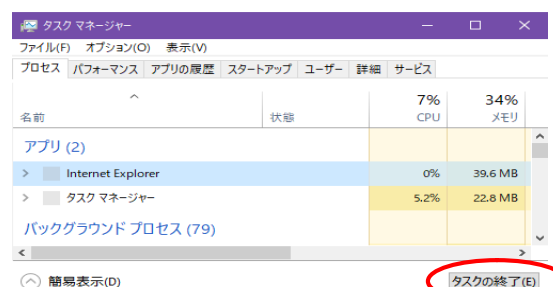 タスク マネージャー
ファイル(F) オプション(O) 表示(V)
プロセス パフォーマンス アプリの履歴 スタートアップ ユーザー 詳細 サービス
7% 34%
名前 状態 CPU メモリ
アプリ (2)
Internet Explorer 0% 39.6 MB
タスク マネージャー 5.2% 22.8 MB
バックグラウンド プロセス (79)
簡易表示(D) タスクの終了(E)